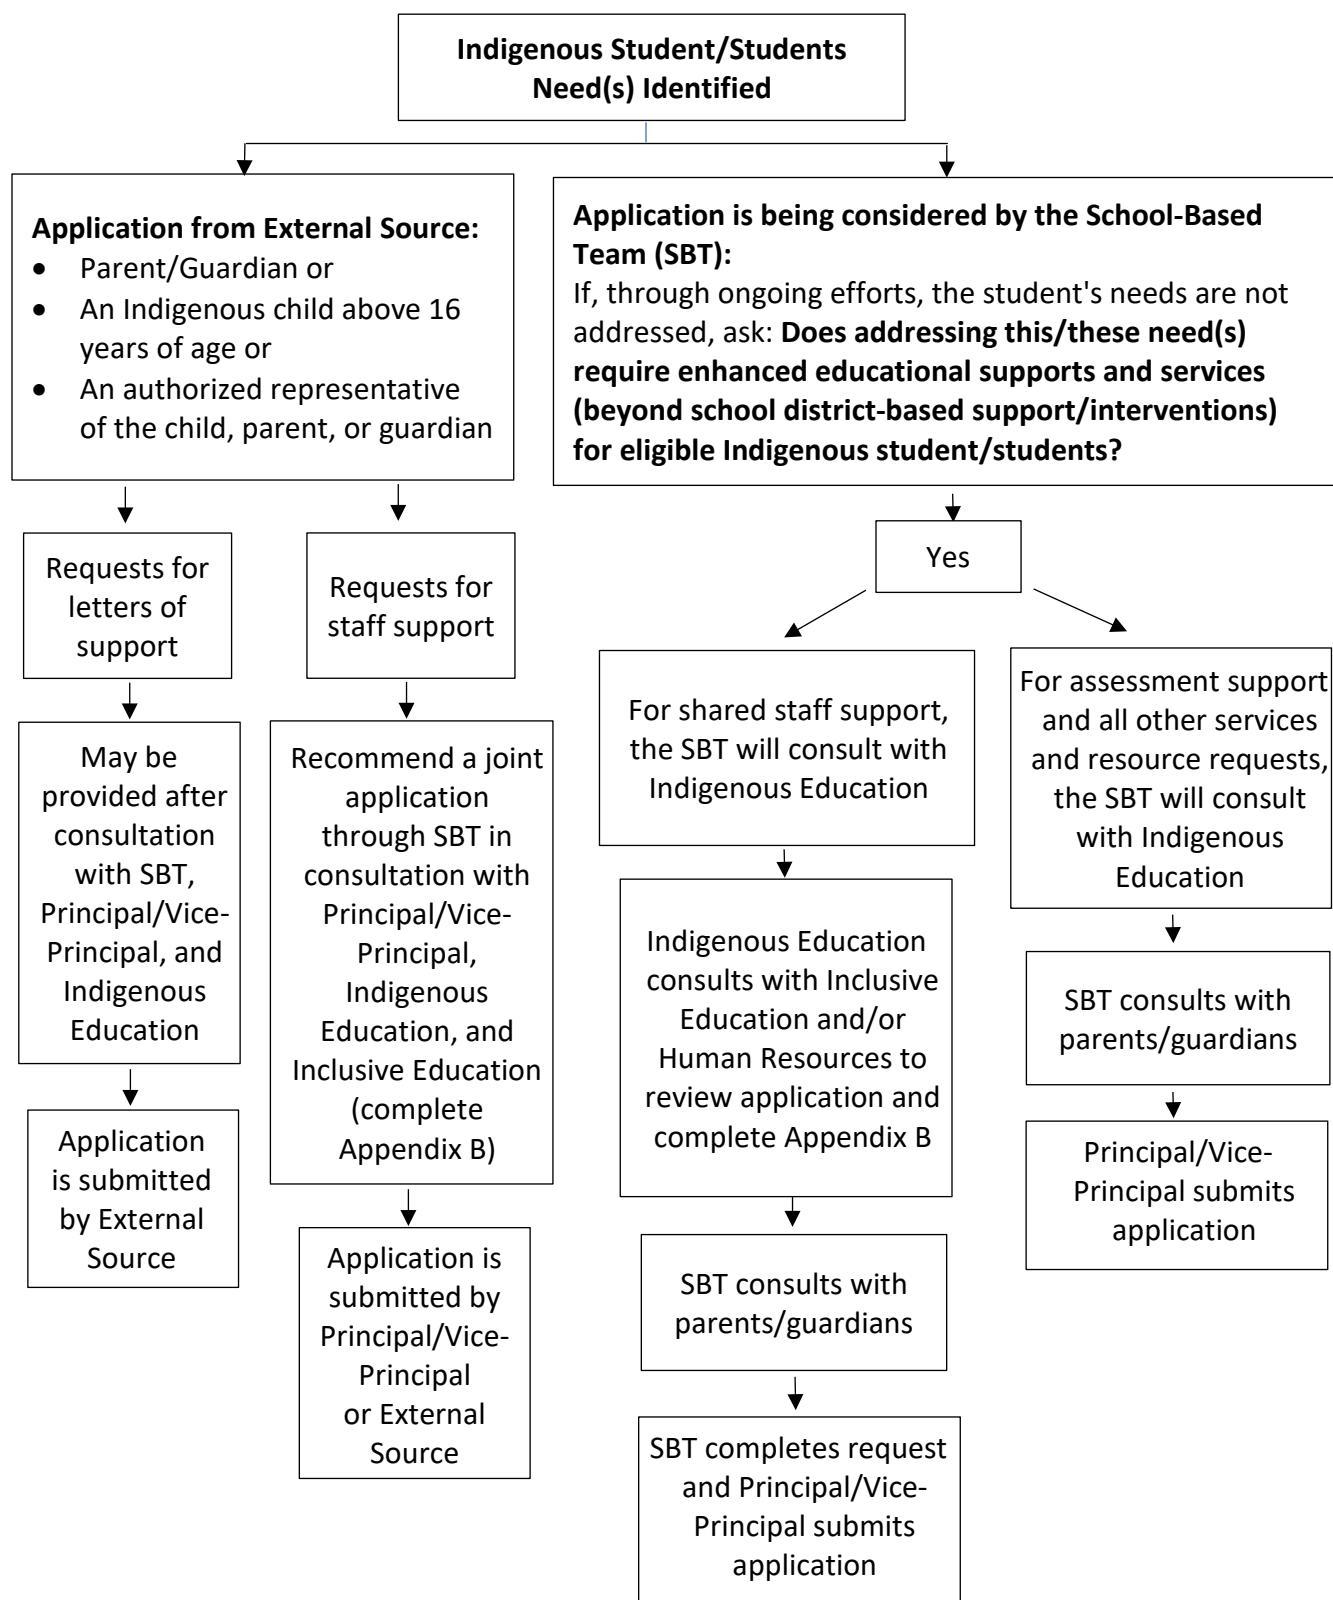 Indigenous Student/Students
Need(s) Identified
Application from External Source:
• Parent/Guardian or
• An Indigenous child above 16
years of age or
• An authorized representative
of the child, parent, or guardian
Application is being considered by the School-Based
Team (SBT):
If, through ongoing efforts, the student's needs are not
addressed, ask: Does addressing this/these need(s)
require enhanced educational supports and services
(beyond school district-based support/interventions)
for eligible Indigenous student/students?
Requests for
letters of
support
Requests for
staff support
Yes
May be
provided after
consultation
with SBT,
Principal/Vice-
Principal, and
Indigenous
Education
Recommend a joint
application
through SBT in
consultation with
Principal/Vice-
Principal,
Indigenous
Education, and
Inclusive Education
(complete
Appendix B)
For shared staff support,
the SBT will consult with
Indigenous Education
For assessment support
and all other services
and resource requests,
the SBT will consult
with Indigenous
Education
Indigenous Education
consults with Inclusive
Education and/or
Human Resources to
review application and
complete Appendix B
SBT consults with
parents/guardians
Application
is submitted
by External
Source
Principal/Vice-
Principal submits
application
Application is
submitted by
Principal/Vice-
Principal
or External
Source
SBT consults with
parents/guardians
SBT completes request
and Principal/Vice-
Principal submits
application